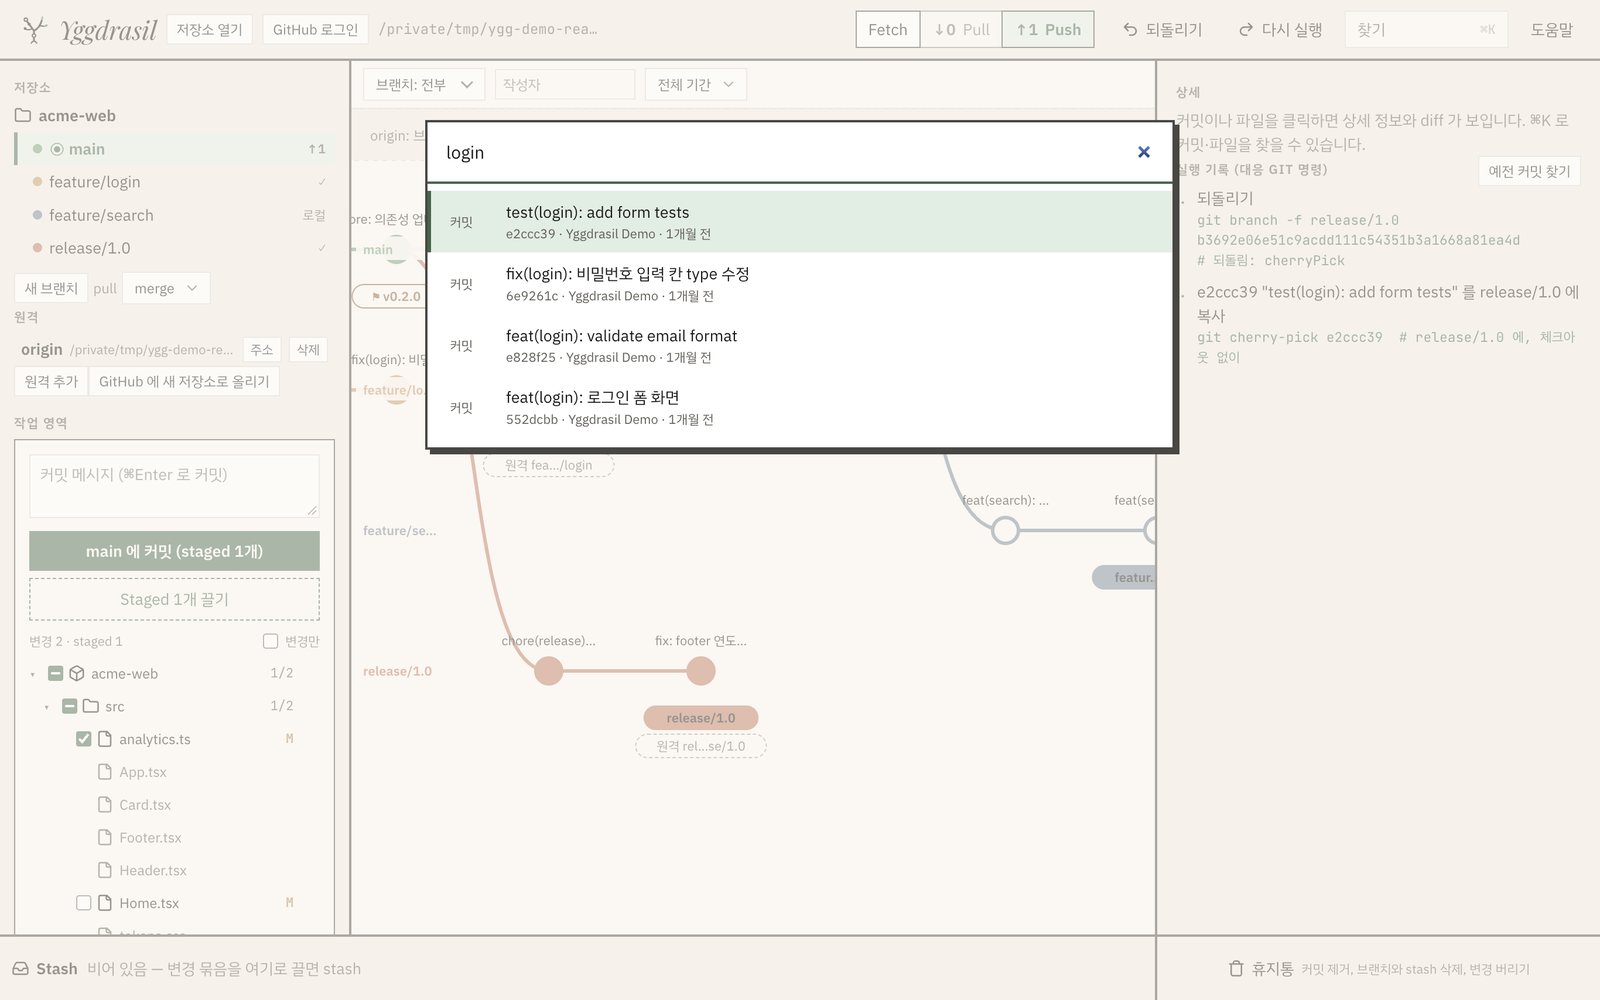 Yggdrasil
저장소 열기
GitHub 로그인
/private/tmp/ygg-demo-rea…
Fetch
↓0 Pull
↑1 Push
되돌리기
다시 실행
찾기
⌘K
도움말
저장소
acme-web
main
↑1
feature/login
✓
feature/search
로컬
release/1.0
✓
새 브랜치
pull
merge
원격
origin
/private/tmp/ygg-demo-re…
주소
삭제
원격 추가
GitHub 에 새 저장소로 올리기
작업 영역
커밋 메시지 (⌘Enter 로 커밋)
main 에 커밋 (staged 1개)
Staged 1개 끌기
변경 2 · staged 1
변경만
acme-web
1/2
src
1/2
analytics.ts
M
App.tsx
Card.tsx
Footer.tsx
Header.tsx
Home.tsx
M
브랜치: 전부
작성자
전체 기간
origin: 브
login
커밋
test(login): add form tests
e2ccc39 · Yggdrasil Demo · 1개월 전
커밋
fix(login): 비밀번호 입력 칸 type 수정
6e9261c · Yggdrasil Demo · 1개월 전
커밋
feat(login): validate email format
e828f25 · Yggdrasil Demo · 1개월 전
커밋
feat(login): 로그인 폼 화면
552dcbb · Yggdrasil Demo · 1개월 전
ore: 의존성 업
main
v0.2.0
fix(login): 비밀
feature/lo…
원격 fea…/login
feature/se…
feat(search): …
feat(se
featur…
chore(release)…
fix: footer 연도…
release/1.0
release/1.0
원격 rel…se/1.0
상세
커밋이나 파일을 클릭하면 상세 정보와 diff 가 보입니다. ⌘K 로
커밋·파일을 찾을 수 있습니다.
실행 기록 (대응 GIT 명령)
예전 커밋 찾기
되돌리기
git branch -f release/1.0
b3692e06e51c9acdd111c54351b3a1668a81ea4d
# 되돌림: cherryPick
e2ccc39 "test(login): add form tests" 를 release/1.0 에
복사
git cherry-pick e2ccc39  # release/1.0 에, 체크아
웃 없이
Stash
비어 있음 — 변경 묶음을 여기로 끌면 stash
휴지통
커밋 제거, 브랜치와 stash 삭제, 변경 버리기